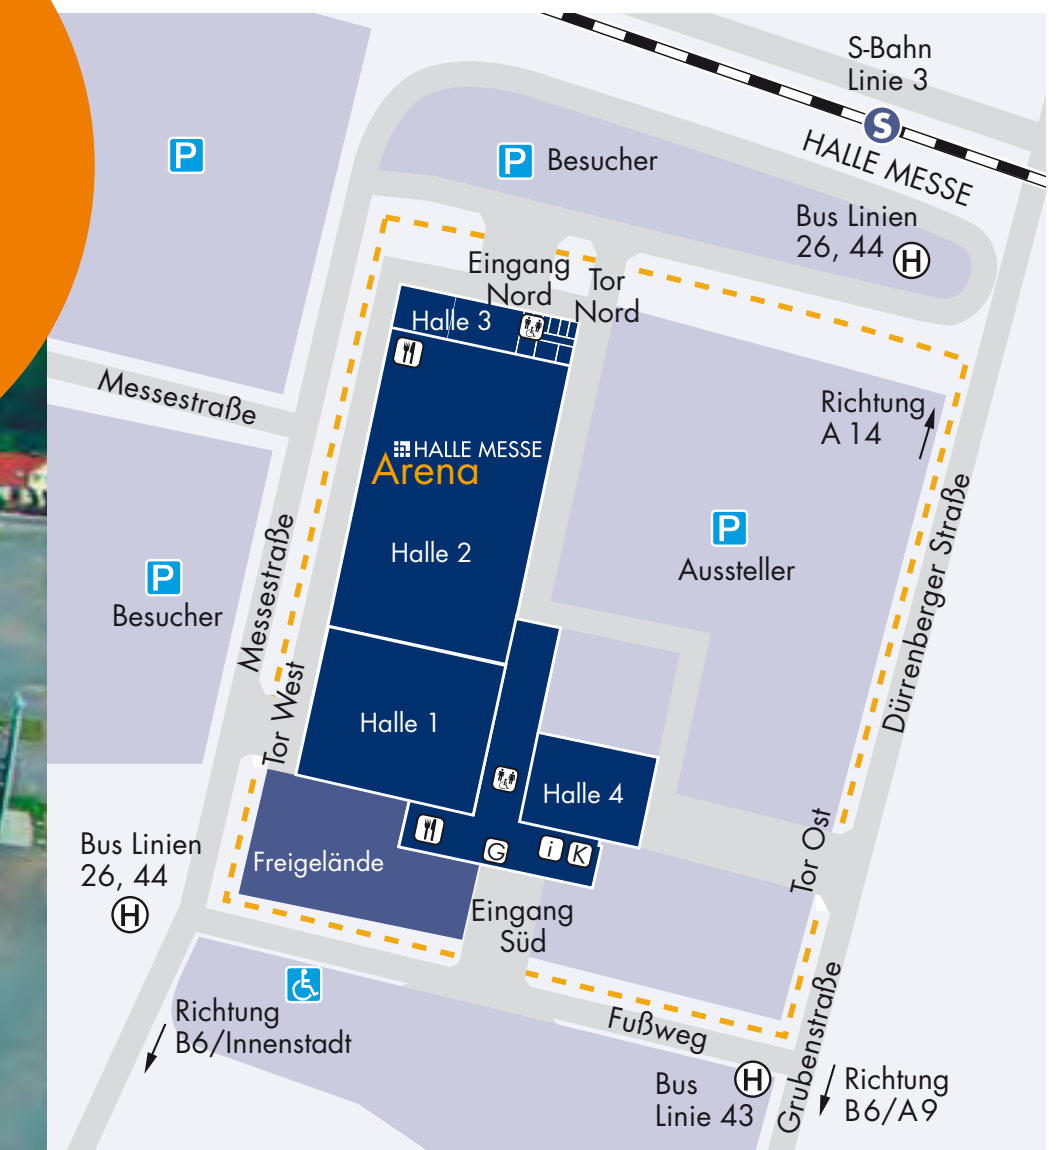 S-Bahn
Linie 3
S
HALLE MESSE
P
P Besucher
Bus Linien
26, 44 H
Eingang
Nord
Tor
Nord
Halle 3
Messestraße
Richtung
A 14
HALLE MESSE
Arena
Halle 2
P
Aussteller
P
Besucher
Messestraße
Dürrenberger Straße
Tor West
Halle 1
Halle 4
Tor Ost
Bus Linien
26, 44
H
Freigelände
G
i
K
Eingang
Süd
Richtung
B6/Innenstadt
Fußweg
Grubenstraße
Bus
Linie 43
H
Richtung
B6/A9